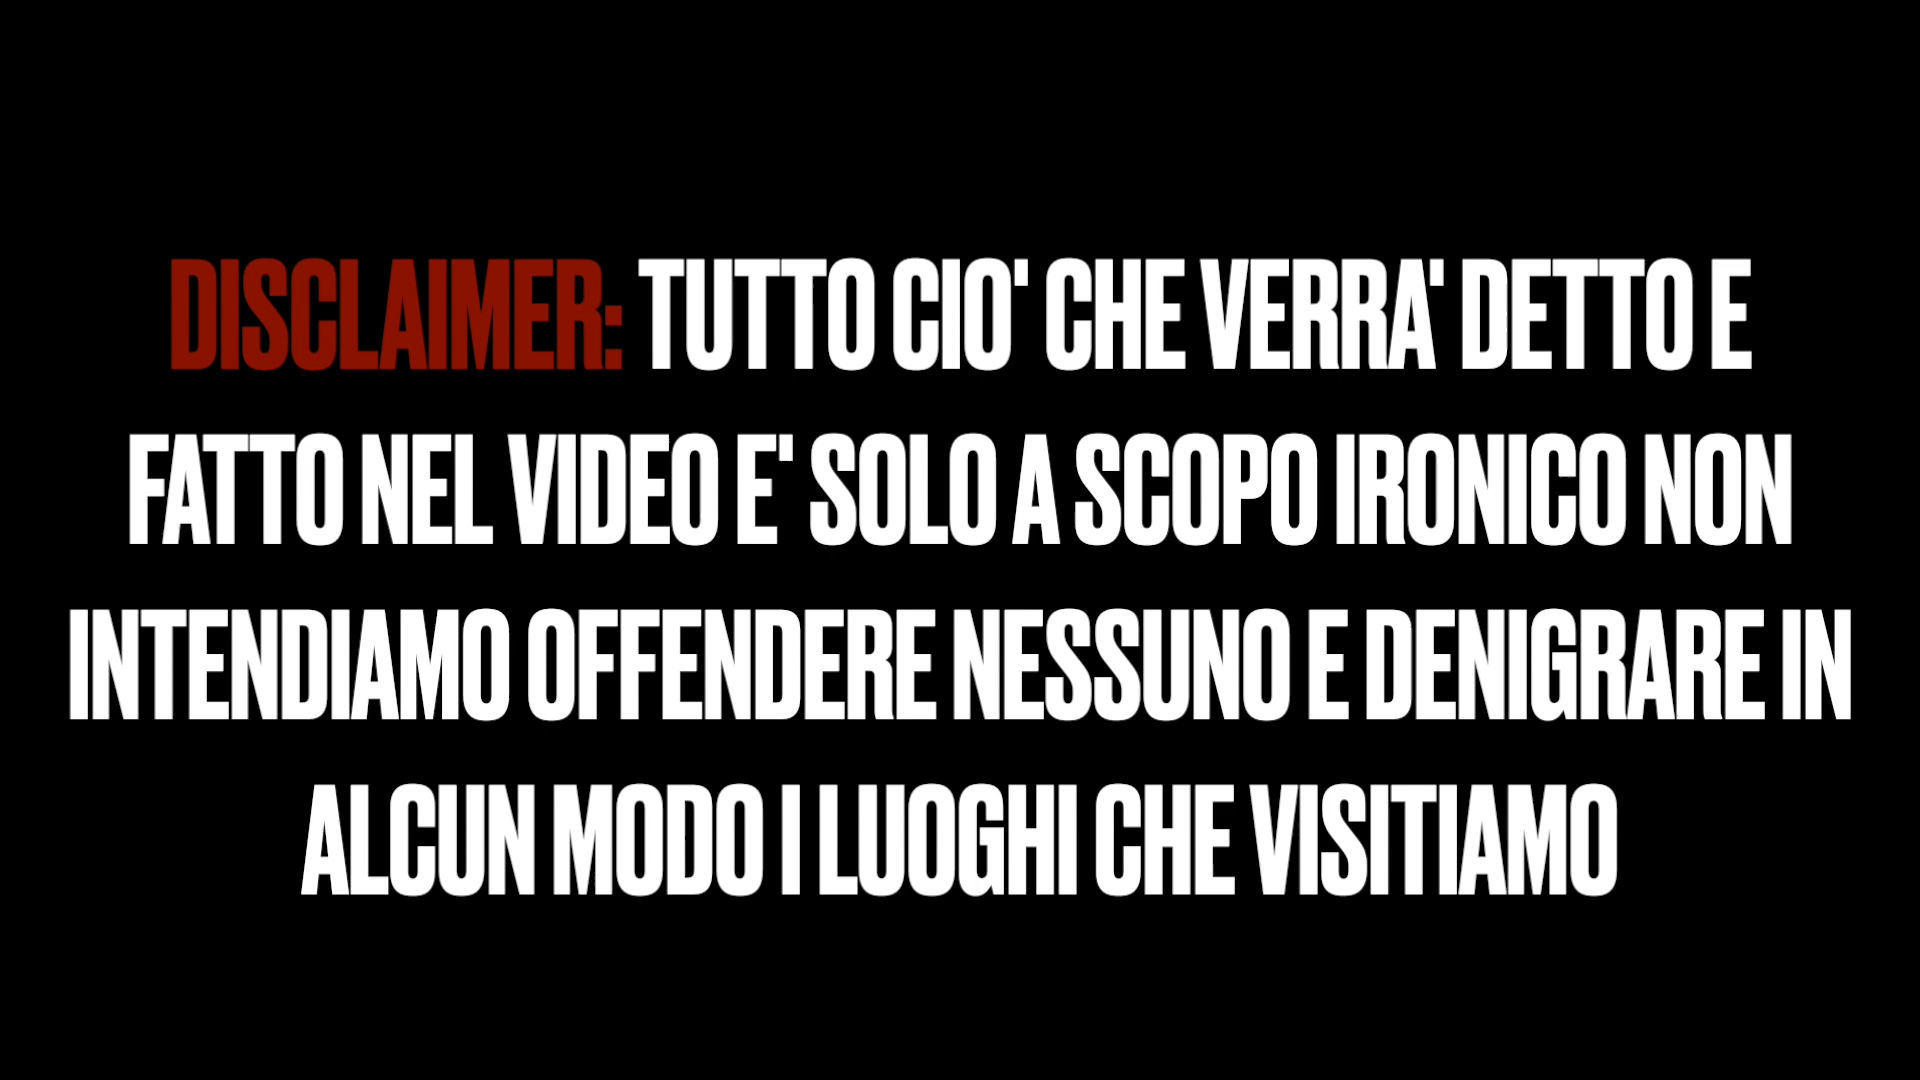 DISCLAIMER: TUTTO CIO' CHE VERRA' DETTO E
FATTO NEL VIDEO E' SOLO A SCOPO IRONICO NON
INTENDIAMO OFFENDERE NESSUNO E DENIGRARE IN
ALCUN MODO I LUOGHI CHE VISITIAMO